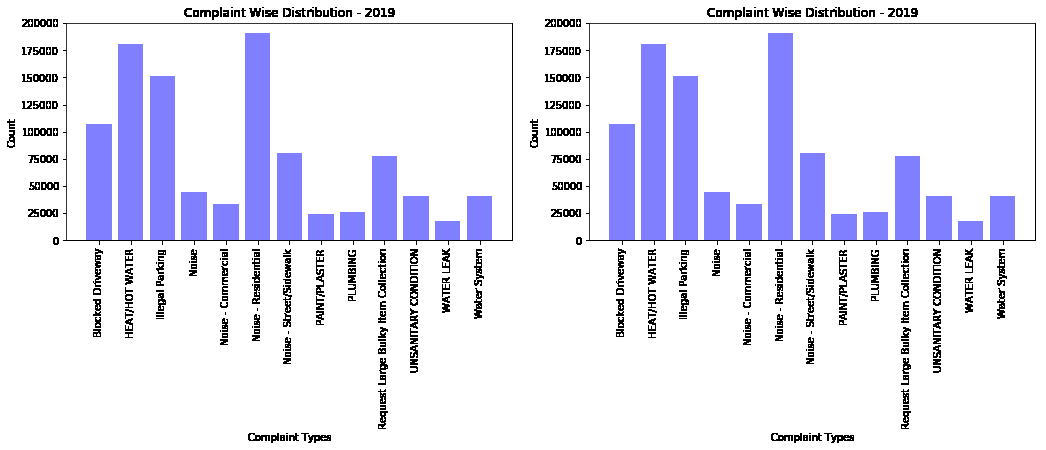 Complaint Wise Distribution - 2019
200000
175000
150000
125000
100000
75000
50000
25000
0
Count
Blocked Driveway
HEAT/HOT WATER
Illegal Parking
Noise
Noise - Commercial
Noise - Residential
Noise - Street/Sidewalk
PAINT/PLASTER
PLUMBING
Request Large Bulky Item Collection
UNSANITARY CONDITION
WATER LEAK
Water System
Complaint Types
Complaint Wise Distribution - 2019
200000
175000
150000
125000
100000
75000
50000
25000
0
Count
Blocked Driveway
HEAT/HOT WATER
Illegal Parking
Noise
Noise - Commercial
Noise - Residential
Noise - Street/Sidewalk
PAINT/PLASTER
PLUMBING
Request Large Bulky Item Collection
UNSANITARY CONDITION
WATER LEAK
Water System
Complaint Types